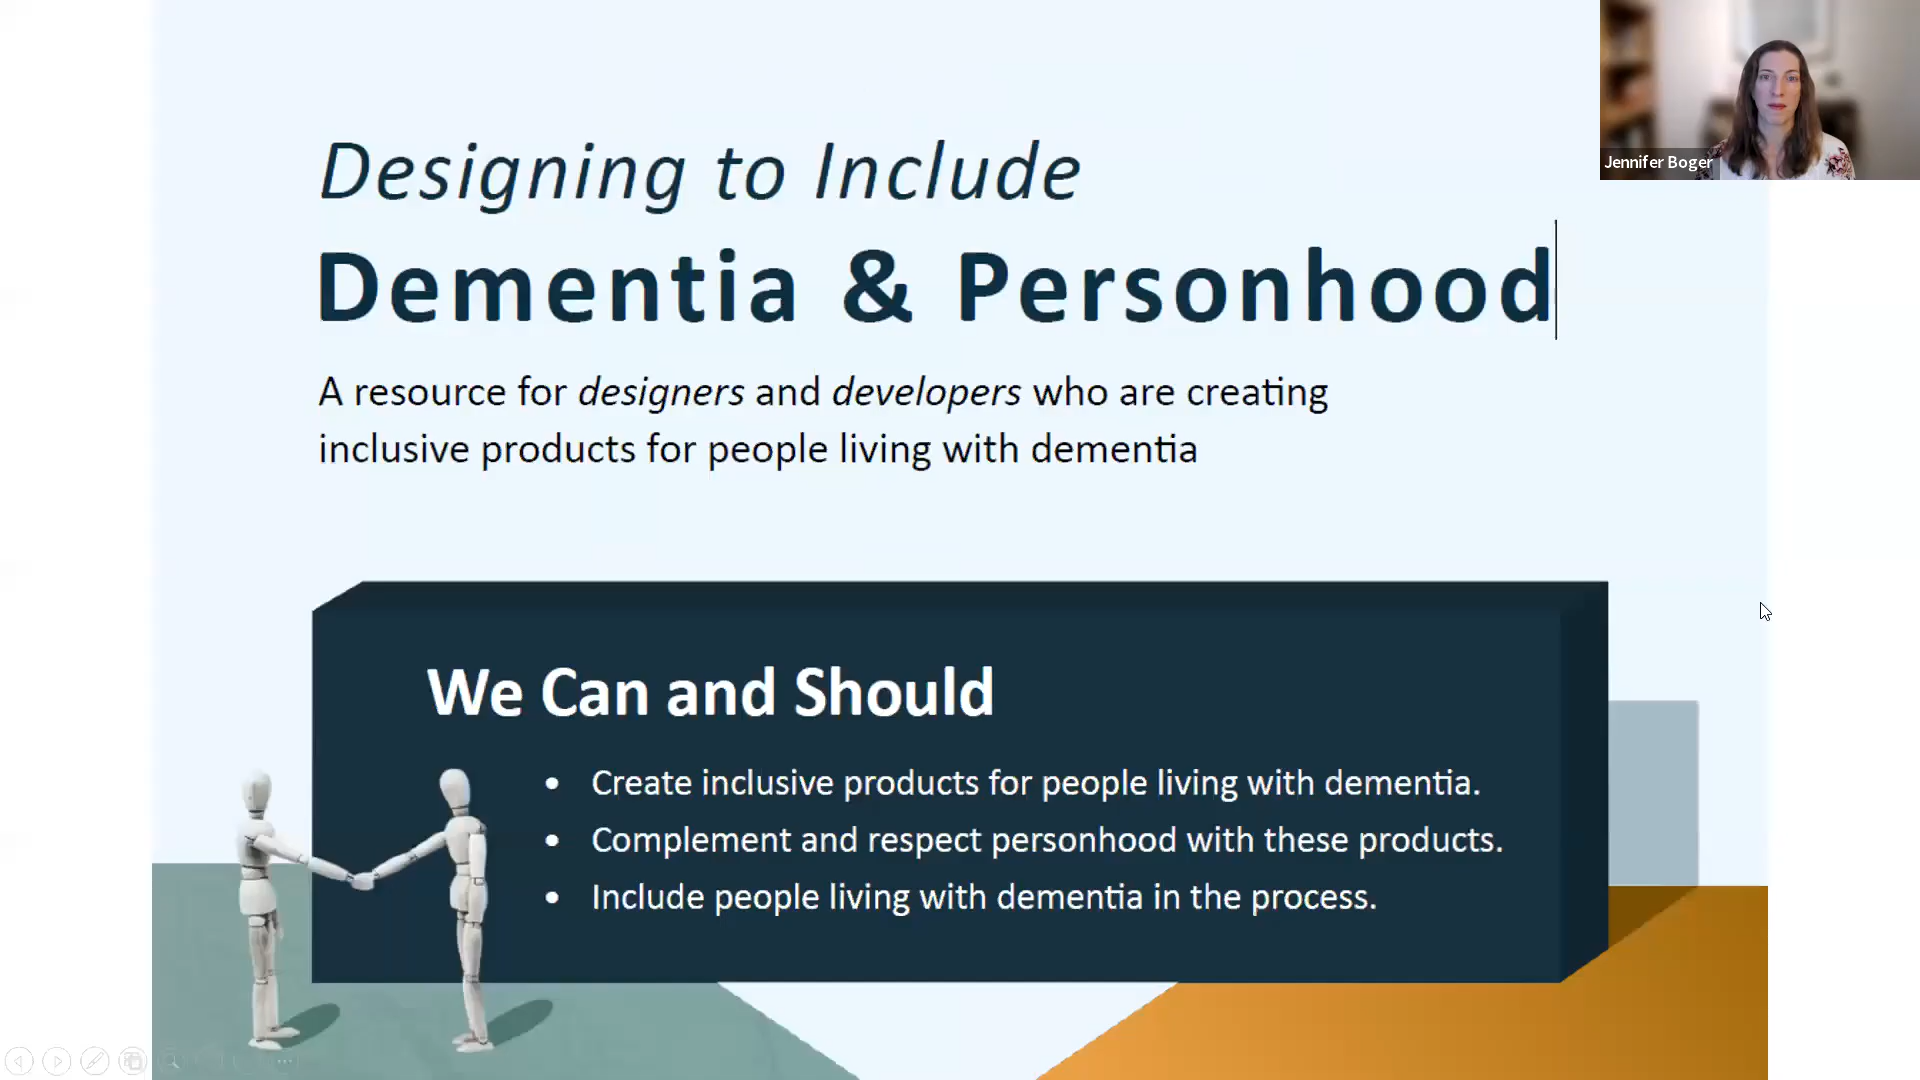 Designing to Include
Dementia & Personhood
A resource for designers and developers who are creating
inclusive products for people living with dementia
We Can and Should
• Create inclusive products for people living with dementia.
• Complement and respect personhood with these products.
• Include people living with dementia in the process.
Jennifer Boger